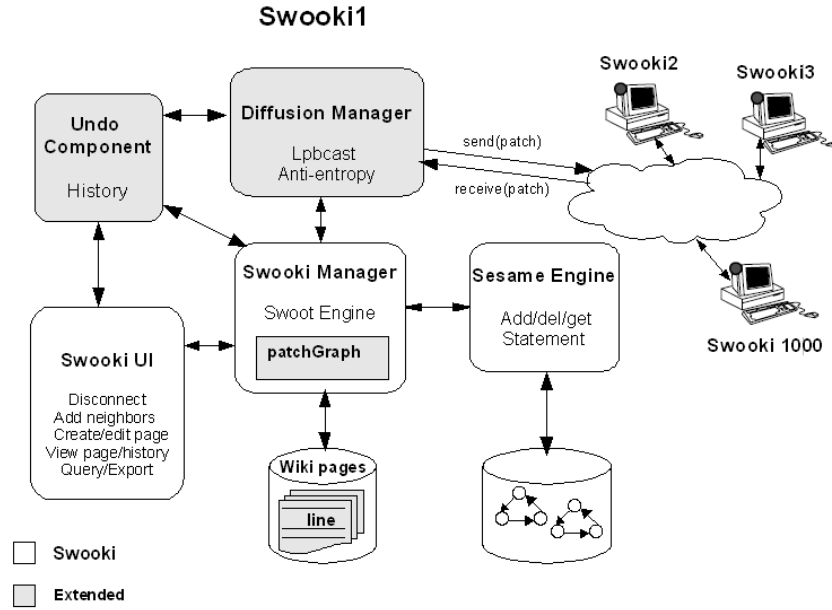 Swooki1
Swooki2
Swooki3
Diffusion Manager
Lpbcast
Anti-entropy
Undo
Component
History
send(patch)
receive(patch)
Swooki Manager
Swoot Engine
patchGraph
Sesame Engine
Add/del/get
Statement
Swooki 1000
Swooki UI
Disconnect
Add neighbors
Create/edit page
View page/history
Query/Export
Wiki pages
line
Swooki
Extended